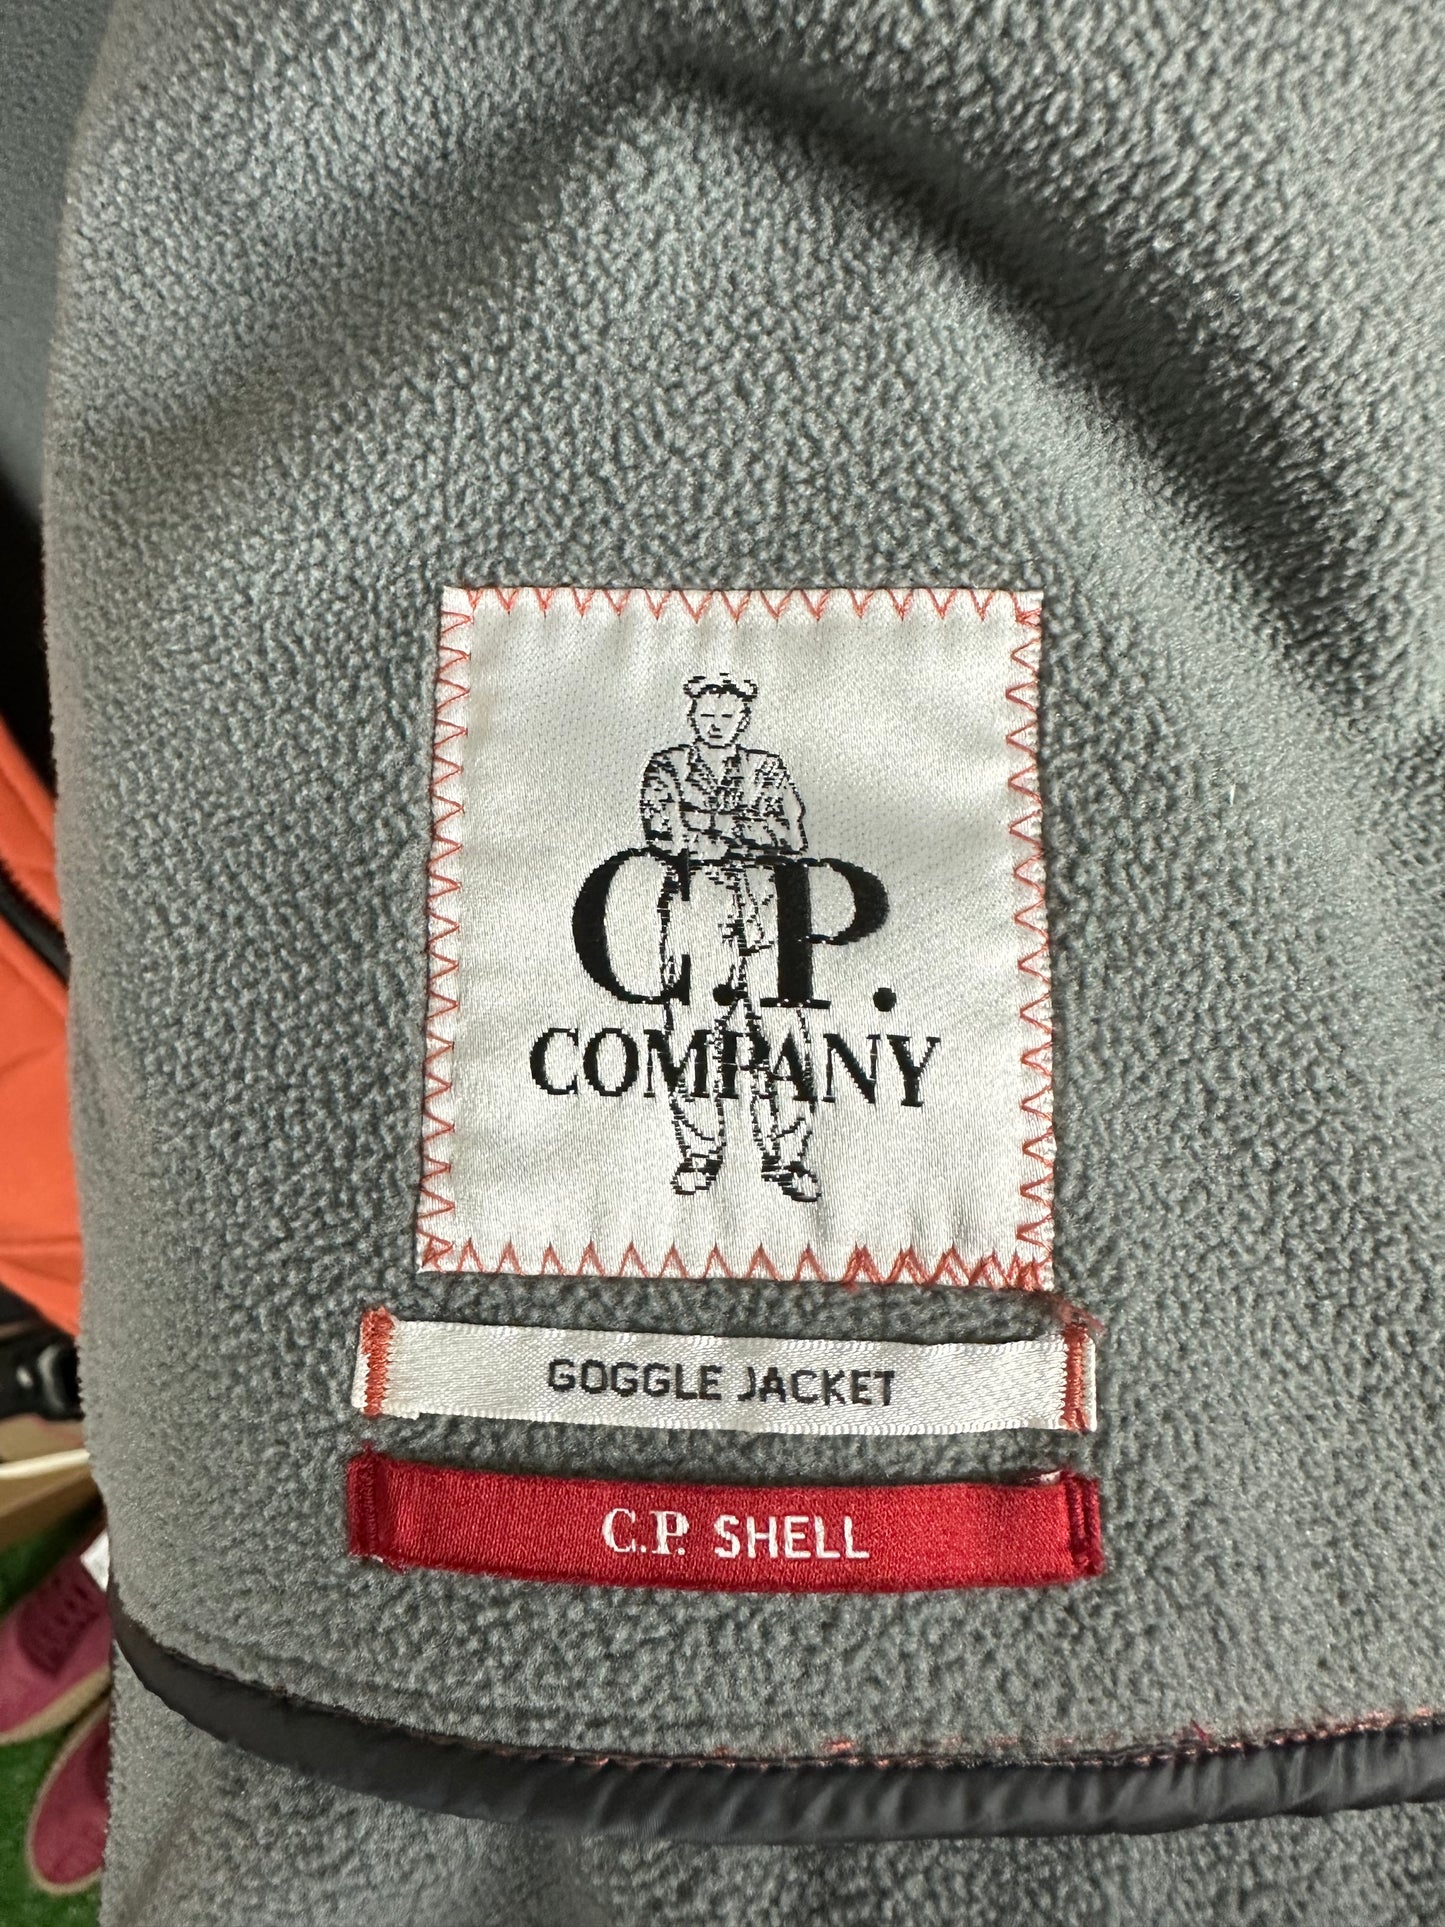 C.P.
COMPANY
GOGGLE JACKET
C.P. SHELL